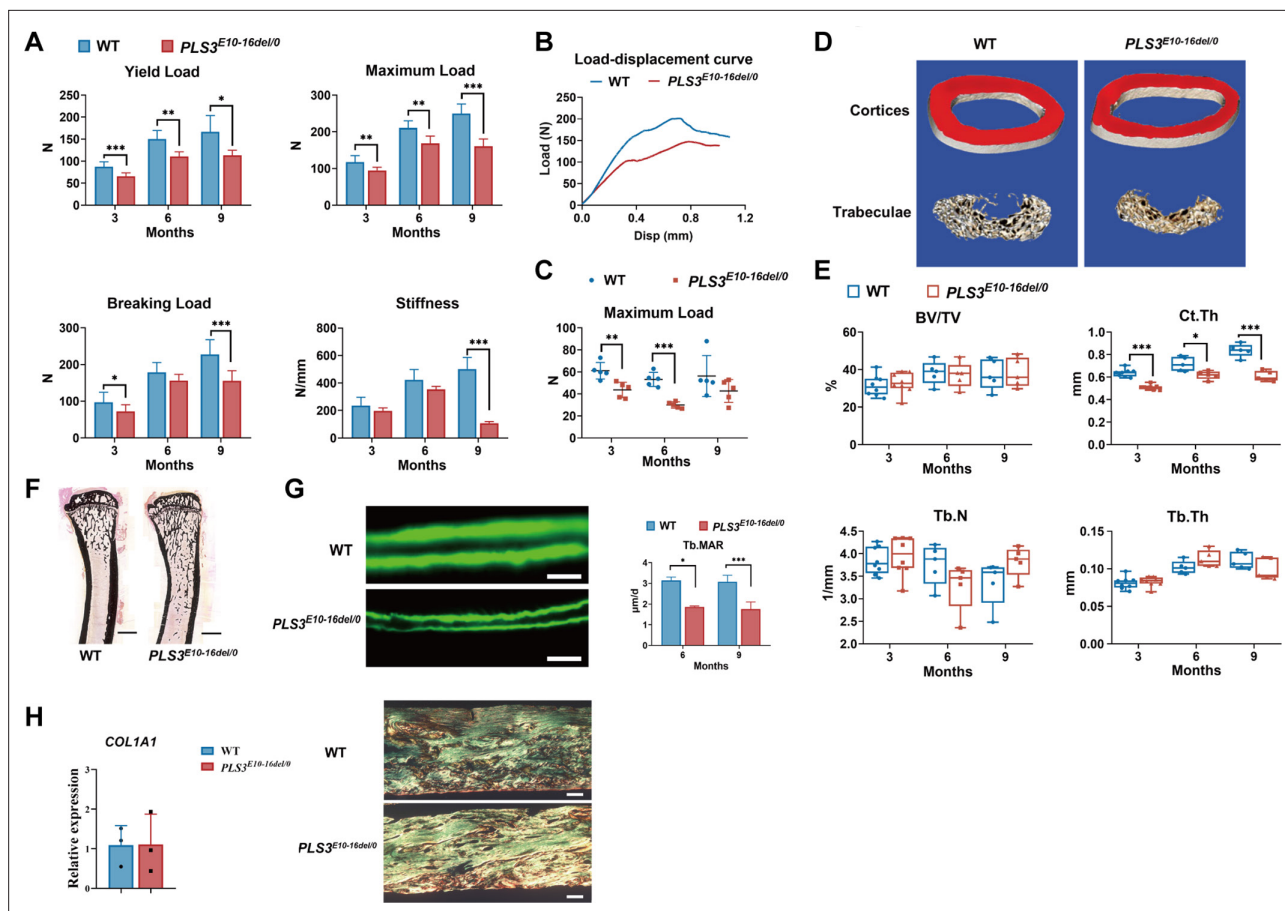 A
WT
PLS3E10-16del/0
Yield Load
N
250
200
150
100
50
0
***
**
*
3
6
9
Months
Maximum Load
N
300
200
100
0
**
**
***
3
6
9
Months
Breaking Load
N
300
200
100
0
*
***
3
6
9
Months
Stiffness
N/mm
600
400
200
0
***
3
6
9
Months
B
Load-displacement curve
WT
PLS3E10-16del/0
Load (N)
250
200
150
100
50
0
0.0
0.4
0.8
1.2
Disp (mm)
C
WT
PLS3E10-16del/0
Maximum Load
N
100
80
60
40
20
0
**
***
3
6
9
Months
D
WT
PLS3E10-16del/0
Cortices
Trabeculae
E
WT
PLS3E10-16del/0
BV/TV
%
60
40
20
0
3
6
9
Months
Ct.Th
mm
1.0
0.8
0.6
0.4
0.2
0.0
***
*
***
3
6
9
Months
Tb.N
1/mm
4.5
4.0
3.5
3.0
2.5
2.0
3
6
9
Months
Tb.Th
mm
0.15
0.10
0.05
0.00
3
6
9
Months
F
WT
PLS3E10-16del/0
G
WT
PLS3E10-16del/0
WT
PLS3E10-16del/0
Tb.MAR
μm/d
4
3
2
1
0
*
***
6
9
Months
H
COL1A1
Relative expression
3
2
1
0
WT
PLS3E10-16del/0
WT
PLS3E10-16del/0